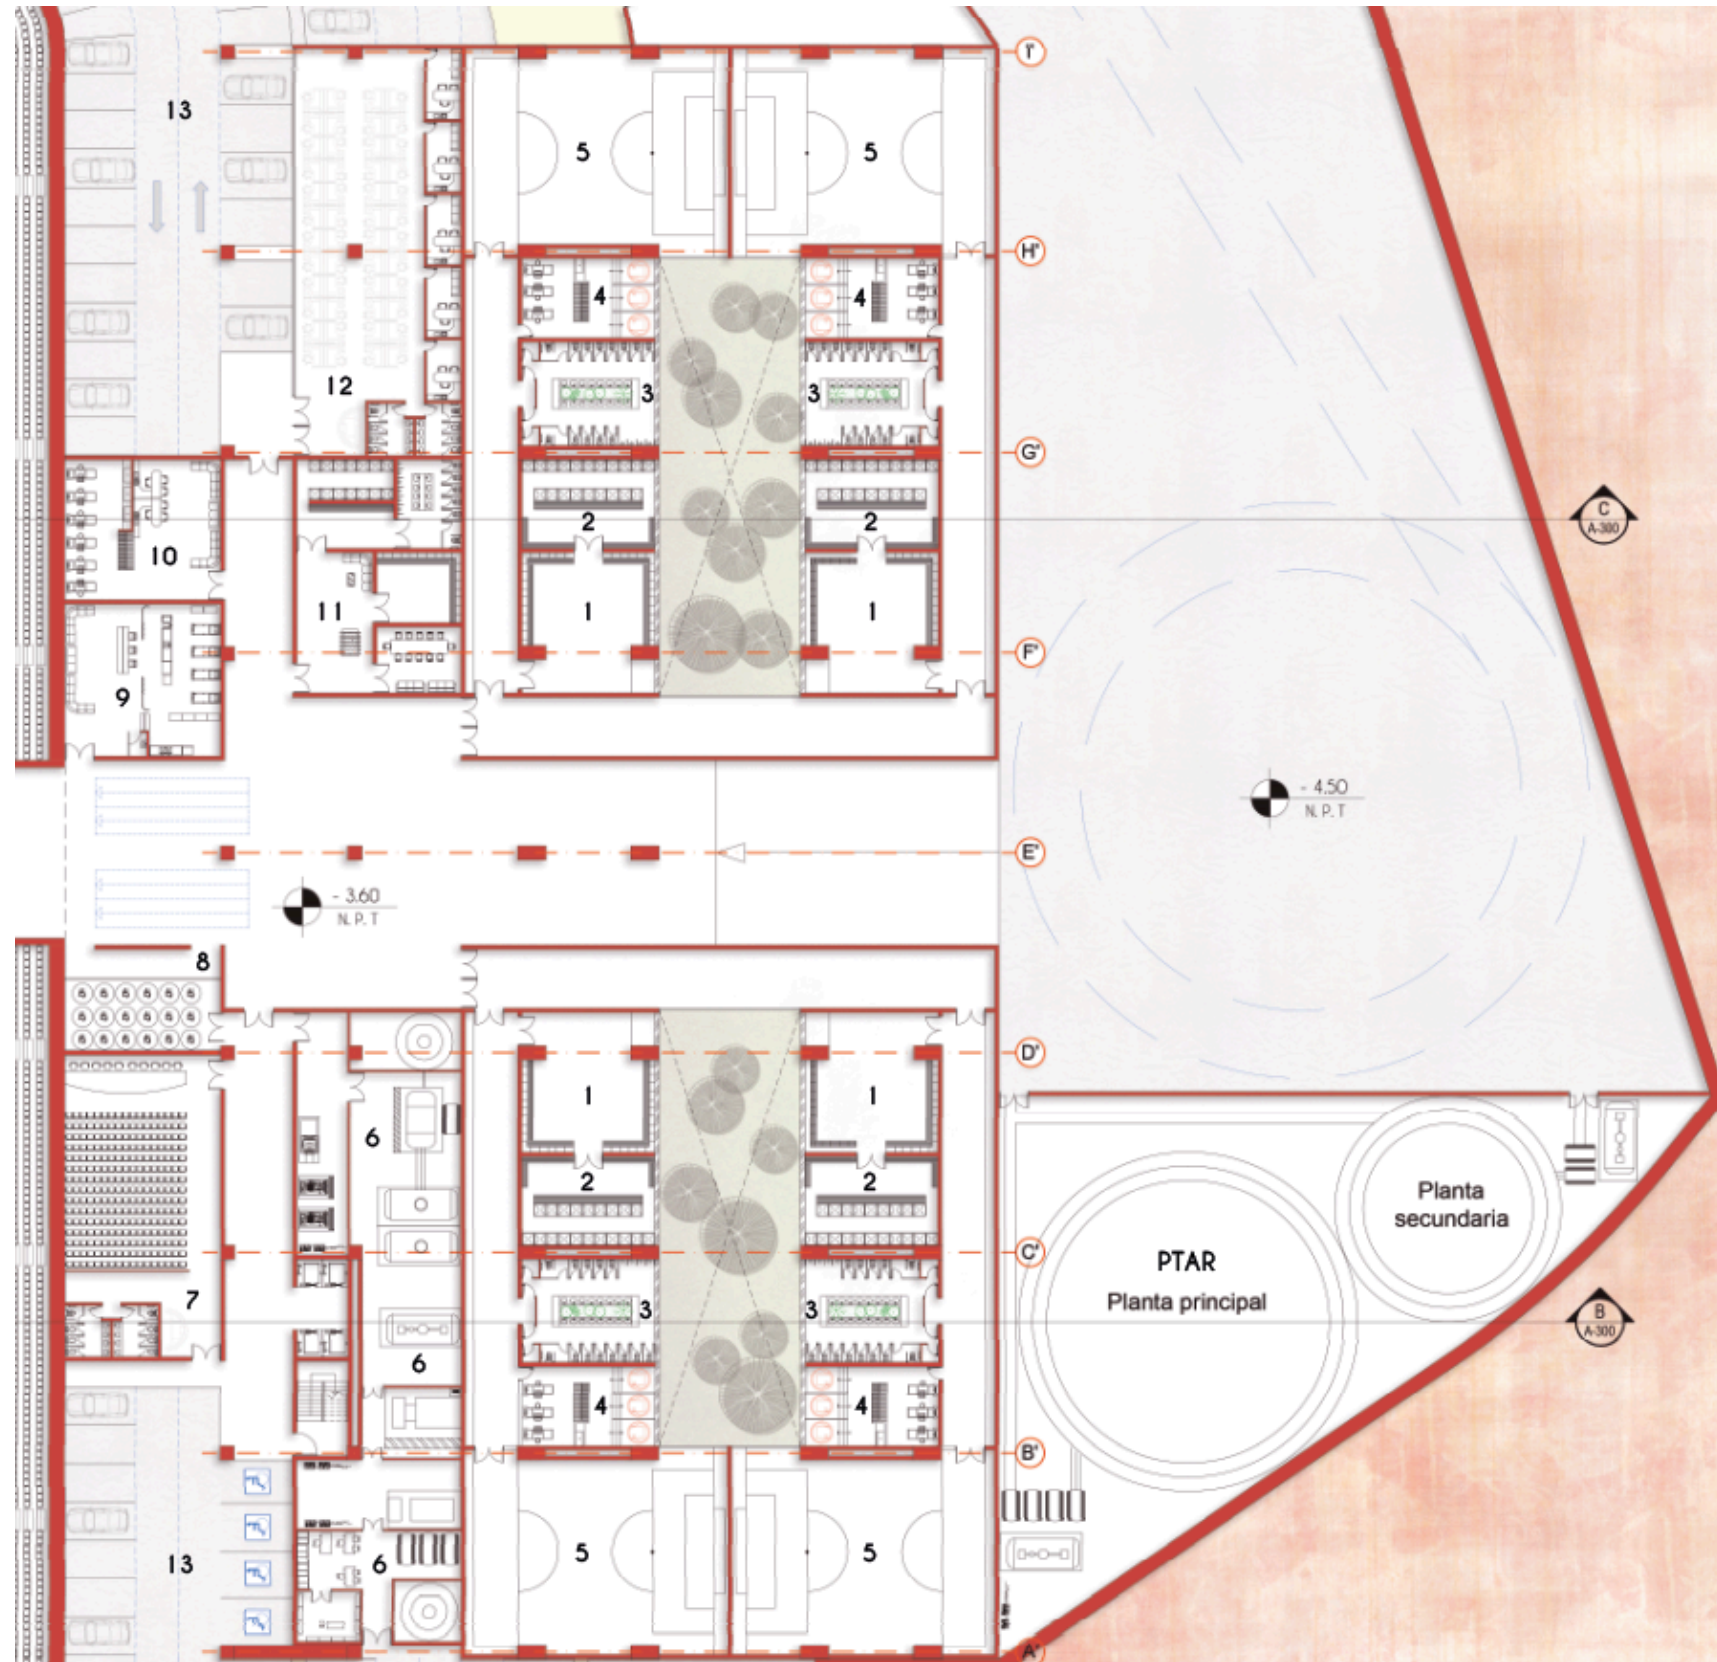 I'
13
5
5
H'
4
4
12
3
3
G'
10
2
2
C
A-300
11
1
1
F'
9
- 4.50
N. P. T
E'
- 3.60
N. P. T
8
D'
1
1
6
2
2
Planta
secundaria
C'
PTAR
Planta principal
7
3
3
B
A-300
6
4
4
B'
13
6
5
5
A'